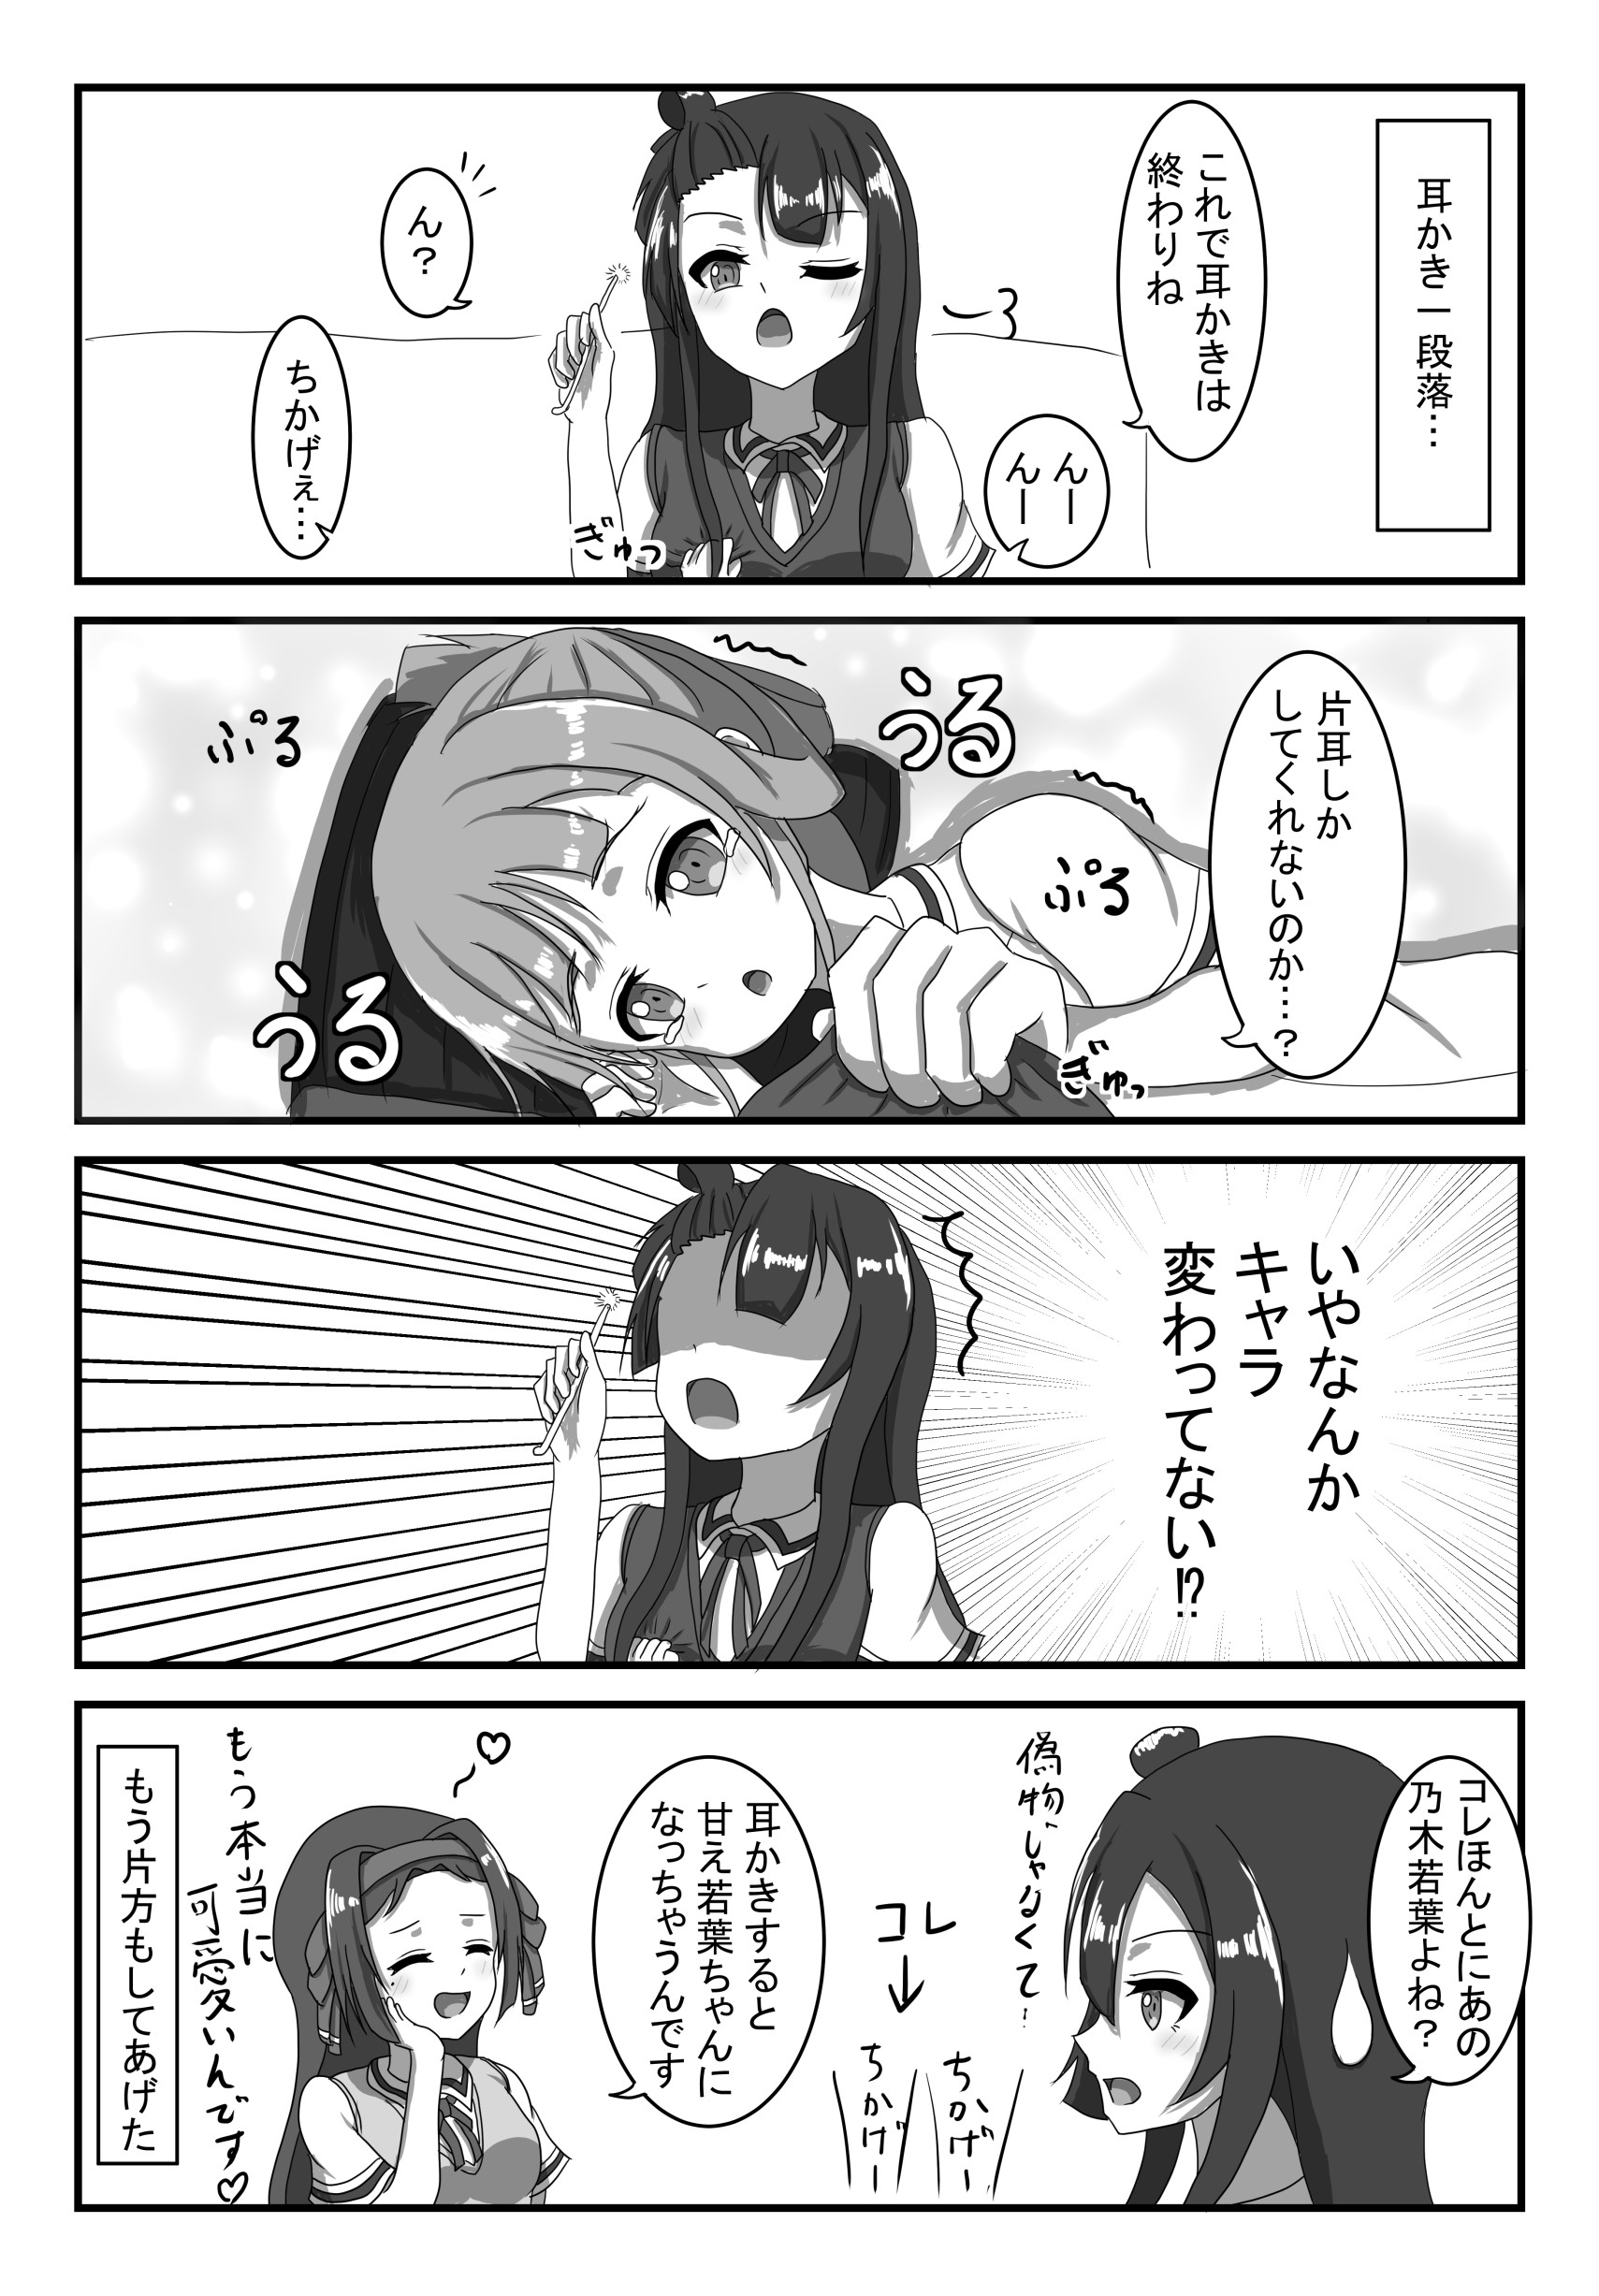 耳かき一段落…
これで耳かきは
終わりね
んー
んー
ん？
ちかげぇ…
ぎゅっ
片耳しか
してくれないのか…？
うる
うる
ぷる
ぷる
ぎゅっ
いやなんか
キャラ
変わってない⁉
コレほんとにあの
乃木若葉よね？
偽物じゃなくて…
コレ
ちかげー
ちかげー
耳かきすると
甘え若葉ちゃんに
なっちゃうんです
もう本当に
可愛いんです♡
もう片方もしてあげた